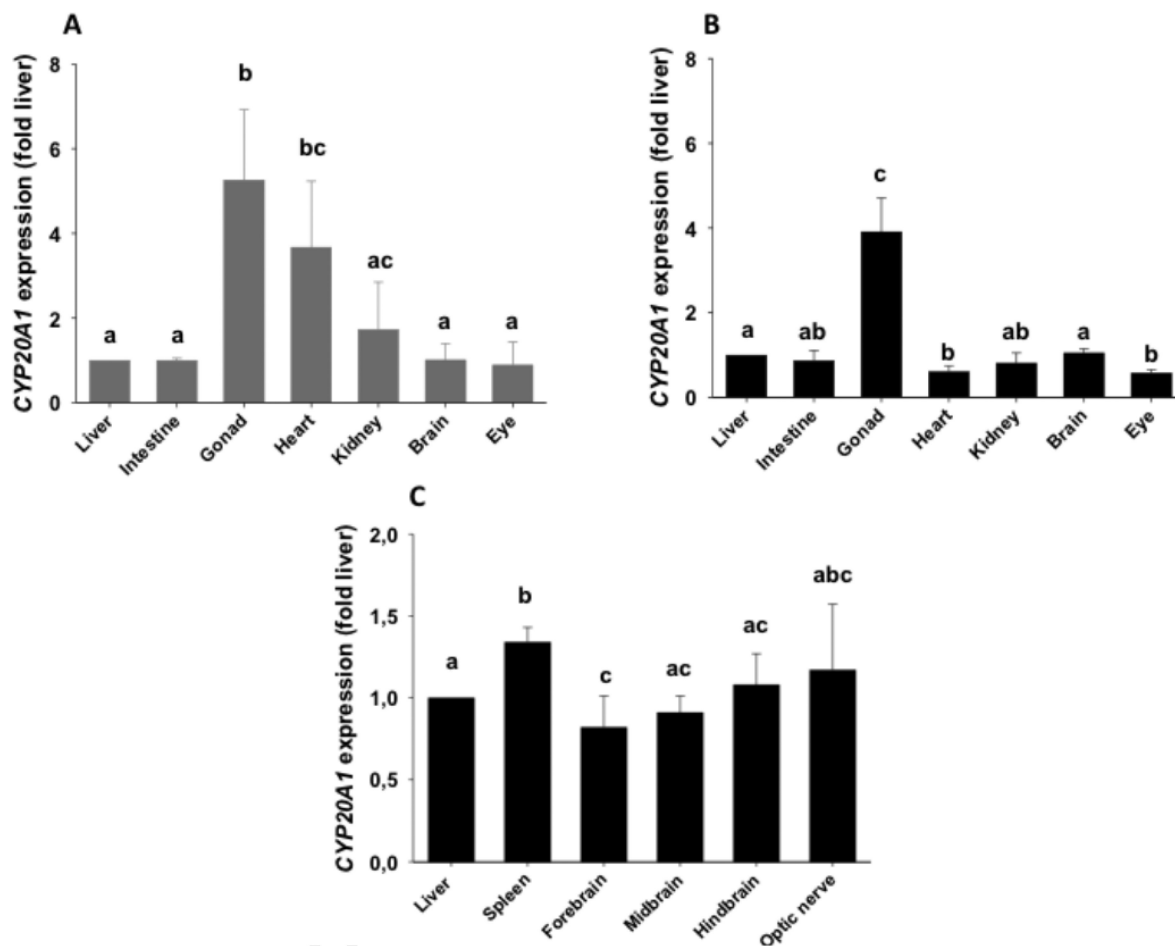 A
CYP20A1 expression (fold liver)
8
6
4
2
0
a
a
b
bc
ac
a
a
Liver
Intestine
Gonad
Heart
Kidney
Brain
Eye
B
CYP20A1 expression (fold liver)
8
6
4
2
0
a
ab
c
b
ab
a
b
Liver
Intestine
Gonad
Heart
Kidney
Brain
Eye
C
CYP20A1 expression (fold liver)
2,0
1,5
1,0
0,5
0,0
a
b
c
ac
ac
abc
Liver
Spleen
Forebrain
Midbrain
Hindbrain
Optic nerve